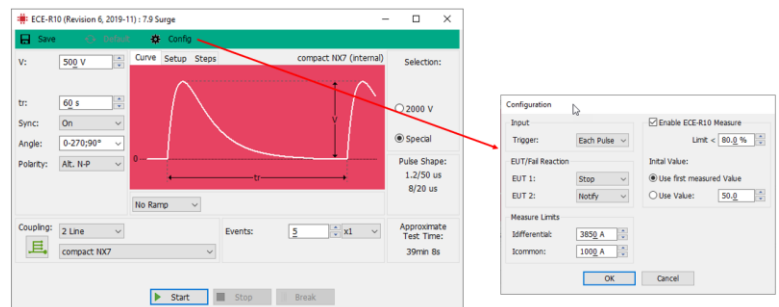 ECE-R10 (Revision 6, 2019-11) : 7.9 Surge
Save Default Config
V: 500 V
Curve Setup Steps compact NX7 (internal)
Selection:
tr: 60 s
2000 V
Sync: On
V
Angle: 0-270;90°
Special
Polarity: Alt. N-P
0
tr
Pulse Shape:
1.2/50 us
8/20 us
No Ramp
Coupling: 2 Line
Events: 5 x1
Approximate
Test Time:
compact NX7
39min 8s
Start Stop Break
Configuration
Input
Enable ECE-R10 Measure
Trigger: Each Pulse
Limit < 80.0 %
EUT/Fail Reaction
Inital Value:
EUT 1: Stop
Use first measured Value
EUT 2: Notify
Use Value: 50.0
Measure Limits
Idifferential: 3850 A
Icommon: 1000 A
OK Cancel